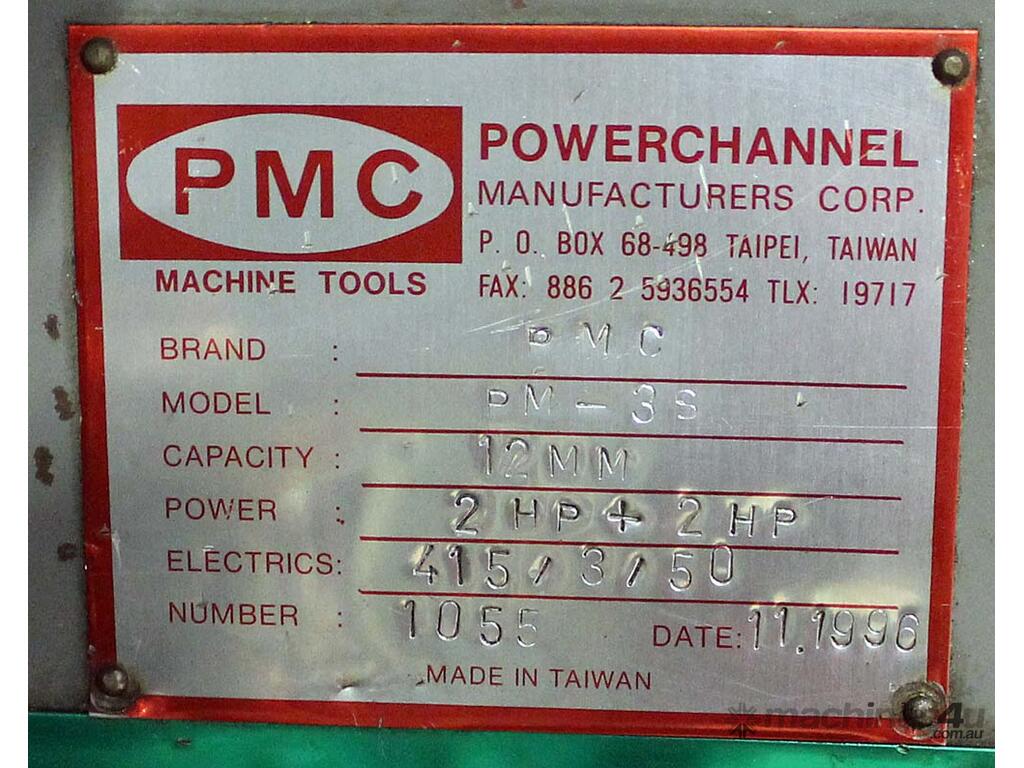 PMC
MACHINE TOOLS
POWERCHANNEL
MANUFACTURERS CORP.
P. O. BOX 68-498 TAIPEI, TAIWAN
FAX: 886 2 5936554 TLX: 19717
BRAND : PMC
MODEL : PM-3S
CAPACITY : 12MM
POWER : 2HP+2HP
ELECTRICS: 415/3/50
NUMBER : 1055 DATE: 11.1996
MADE IN TAIWAN
machines4u
.com.au